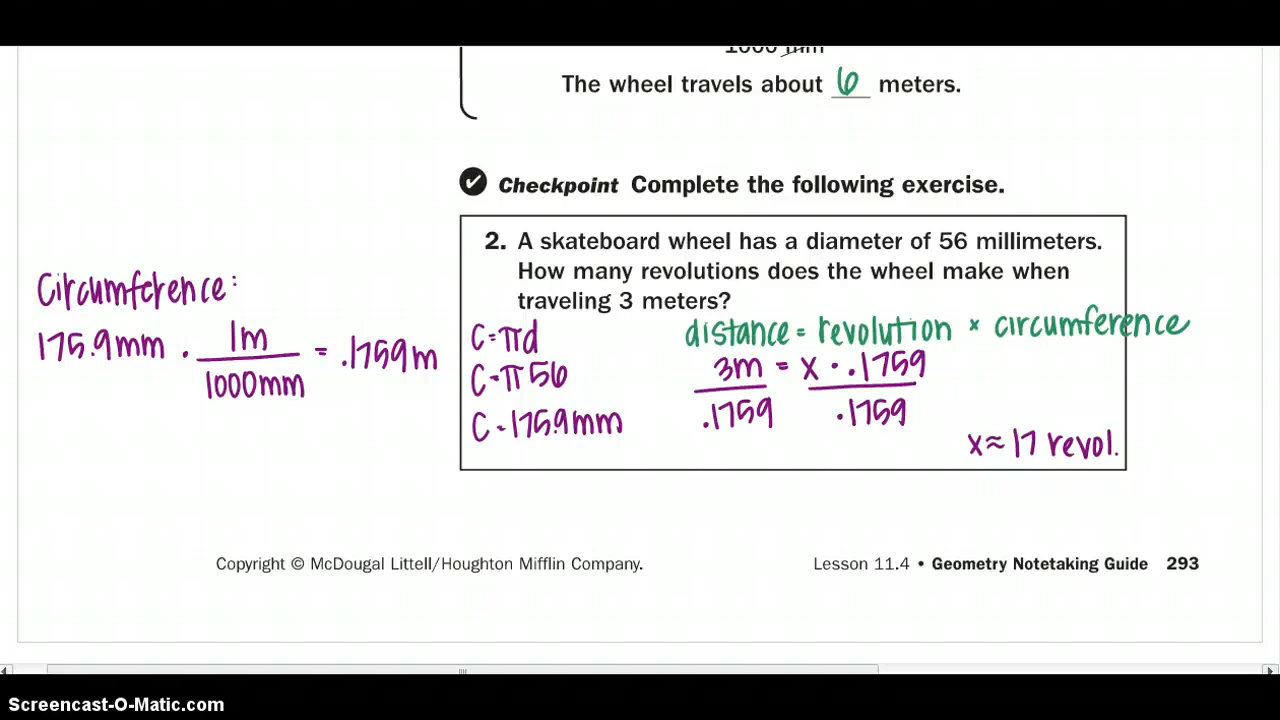 1000 mm
The wheel travels about 6 meters.
✓ Checkpoint Complete the following exercise.
2. A skateboard wheel has a diameter of 56 millimeters.
How many revolutions does the wheel make when
traveling 3 meters?
Circumference:
175.9mm · 1m = .1759m
1000mm
C=πd
C=π56
C=175.9mm
distance = revolution × circumference
3m = x · .1759
.1759 .1759
x≈17 revol.
Copyright © McDougal Littell/Houghton Mifflin Company.
Lesson 11.4 • Geometry Notetaking Guide 293
Screencast-O-Matic.com